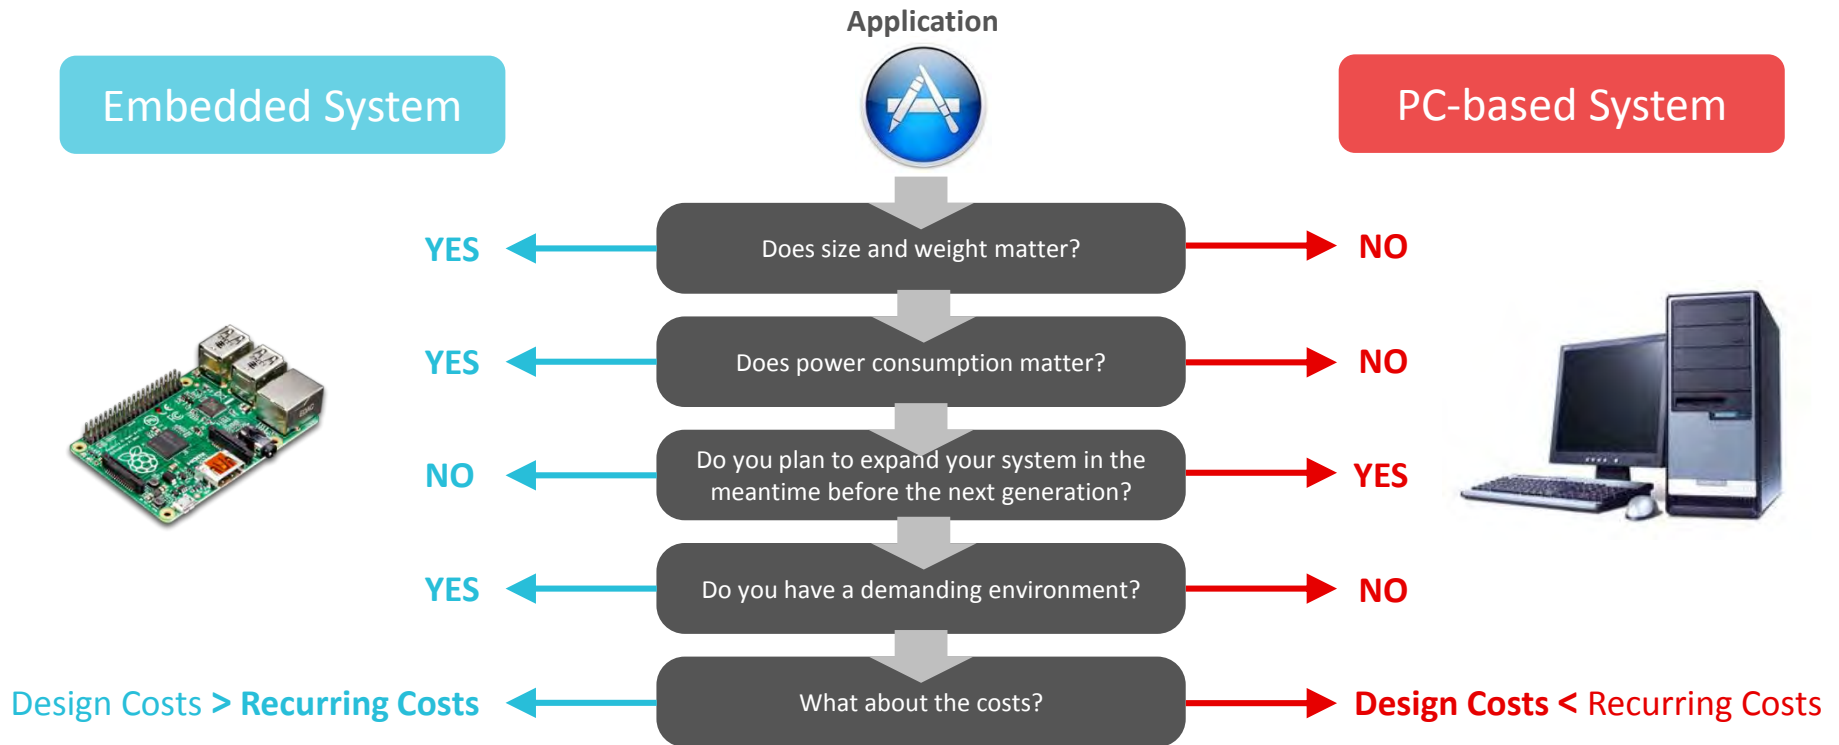 Application
Embedded System
PC-based System
YES
Does size and weight matter?
NO
YES
Does power consumption matter?
NO
NO
Do you plan to expand your system in the
meantime before the next generation?
YES
YES
Do you have a demanding environment?
NO
Design Costs > Recurring Costs
What about the costs?
Design Costs < Recurring Costs